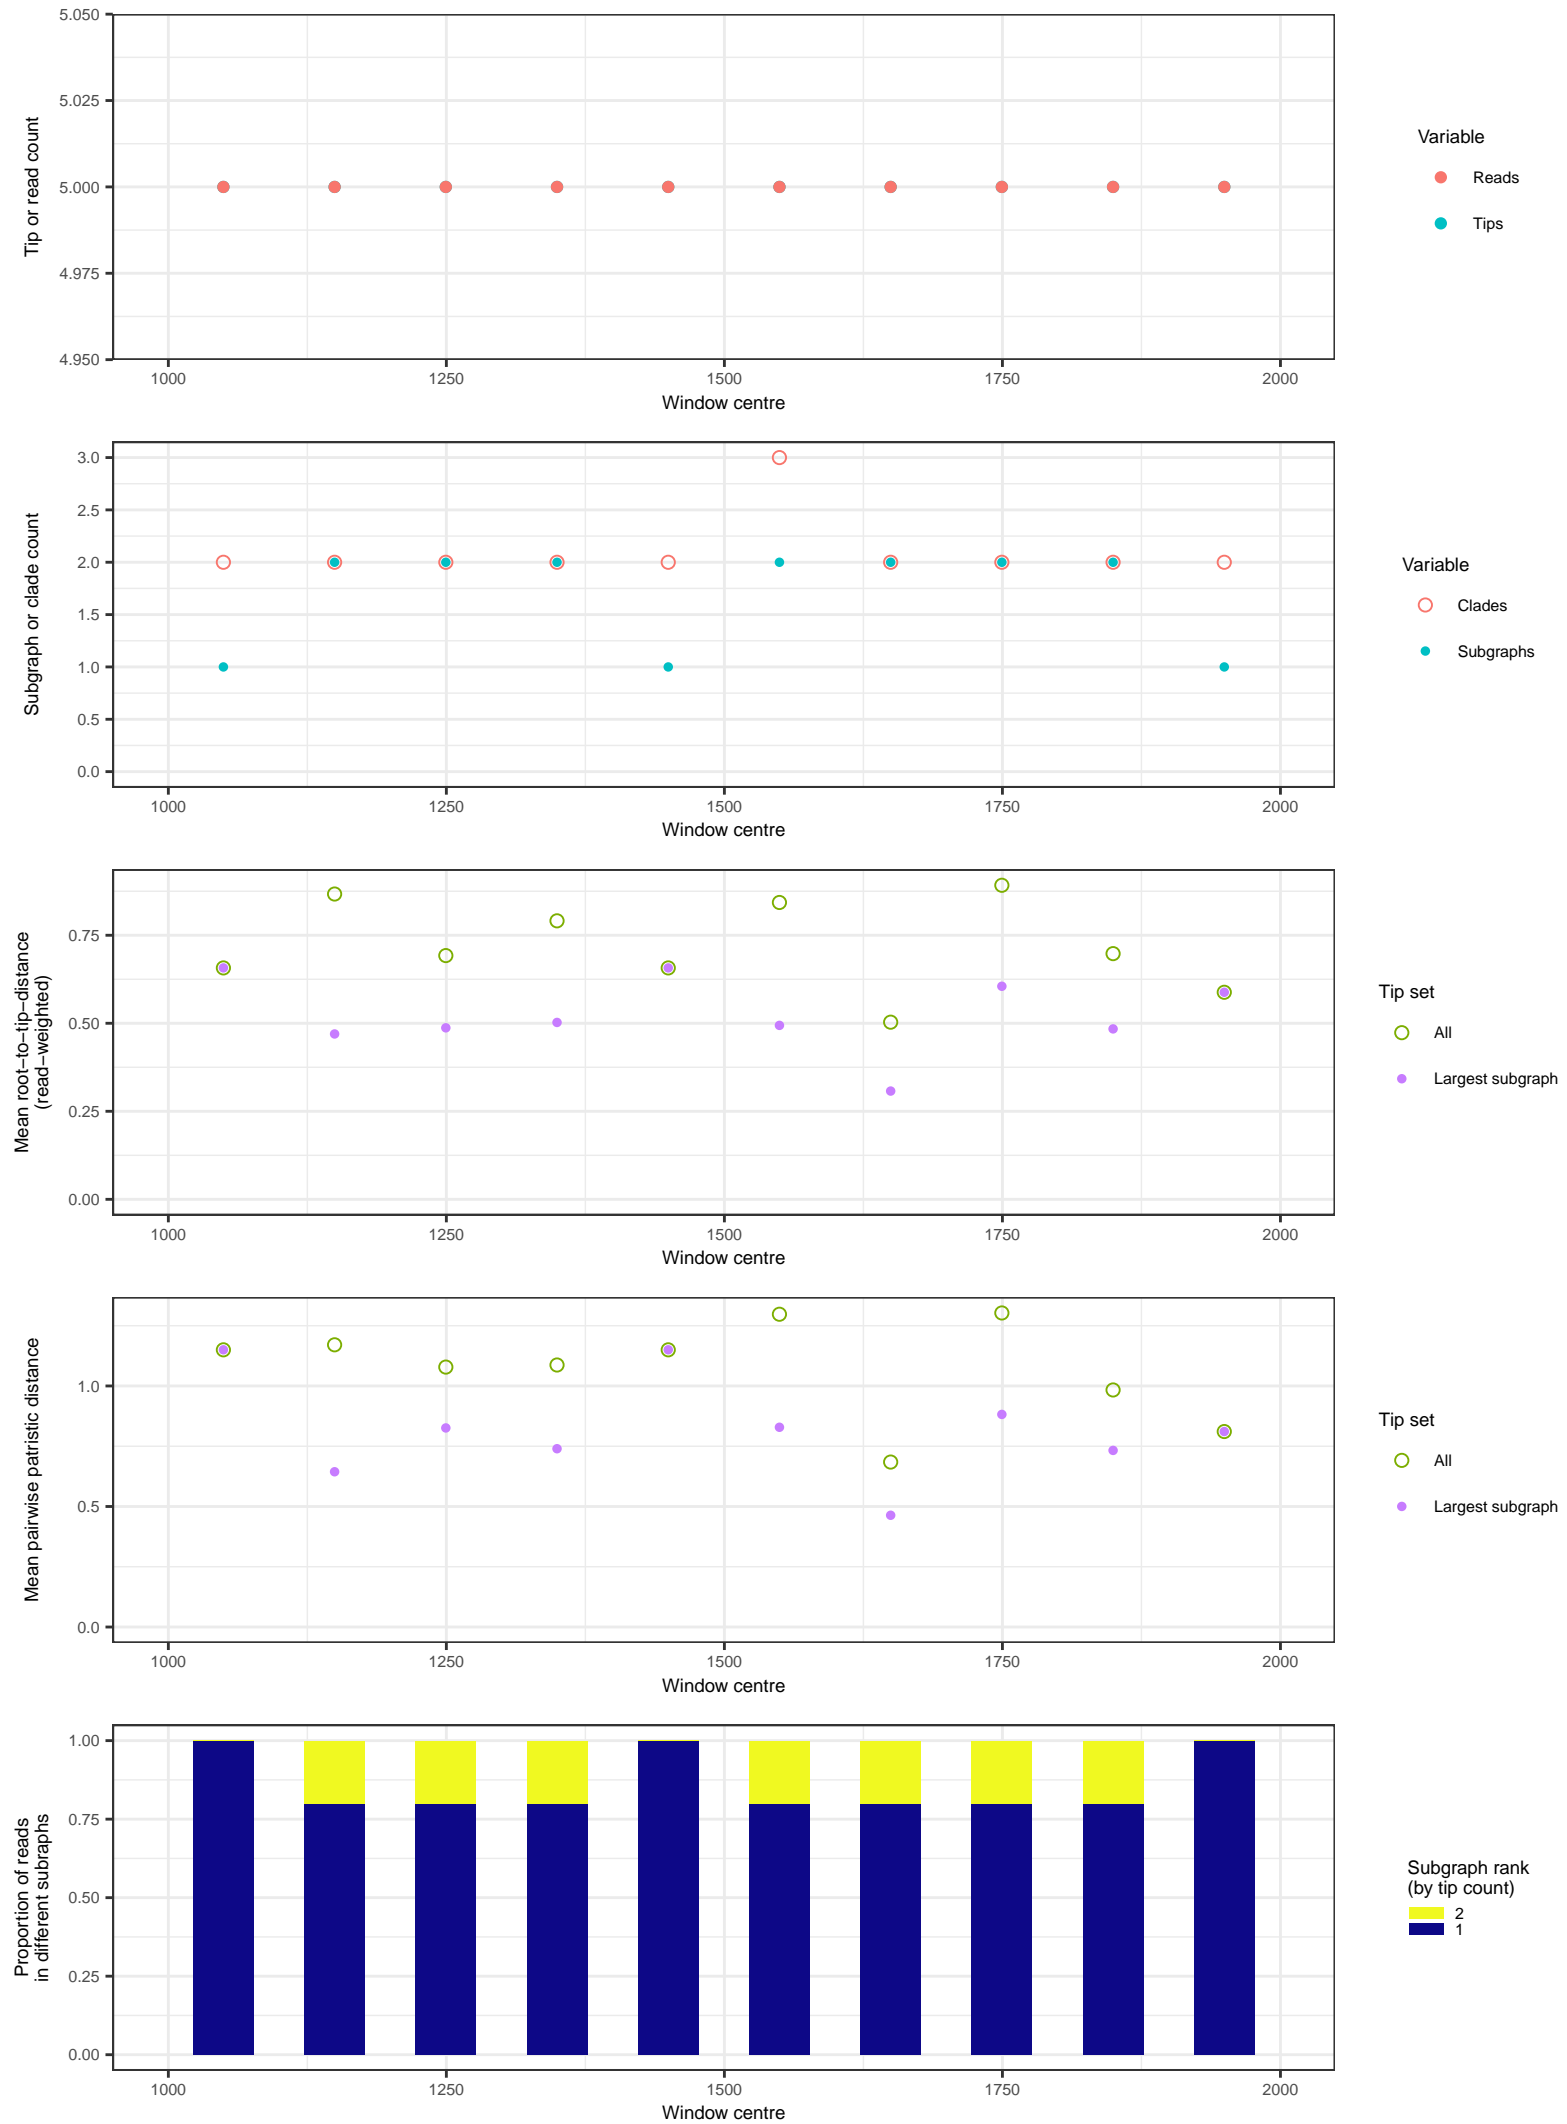 5.050
5.025
5.000
4.975
4.950
Tip or read count
1000 1250 1500 1750 2000
Window centre
Variable
Reads
Tips
3.0
2.5
2.0
1.5
1.0
0.5
0.0
Subgraph or clade count
1000 1250 1500 1750 2000
Window centre
Variable
Clades
Subgraphs
0.75
0.50
0.25
0.00
Mean root−to−tip−distance
(read−weighted)
1000 1250 1500 1750 2000
Window centre
Tip set
All
Largest subgraph
1.0
0.5
0.0
Mean pairwise patristic distance
1000 1250 1500 1750 2000
Window centre
Tip set
All
Largest subgraph
1.00
0.75
0.50
0.25
0.00
Proportion of reads
in different subraphs
1000 1250 1500 1750 2000
Window centre
Subgraph rank
(by tip count)
2
1